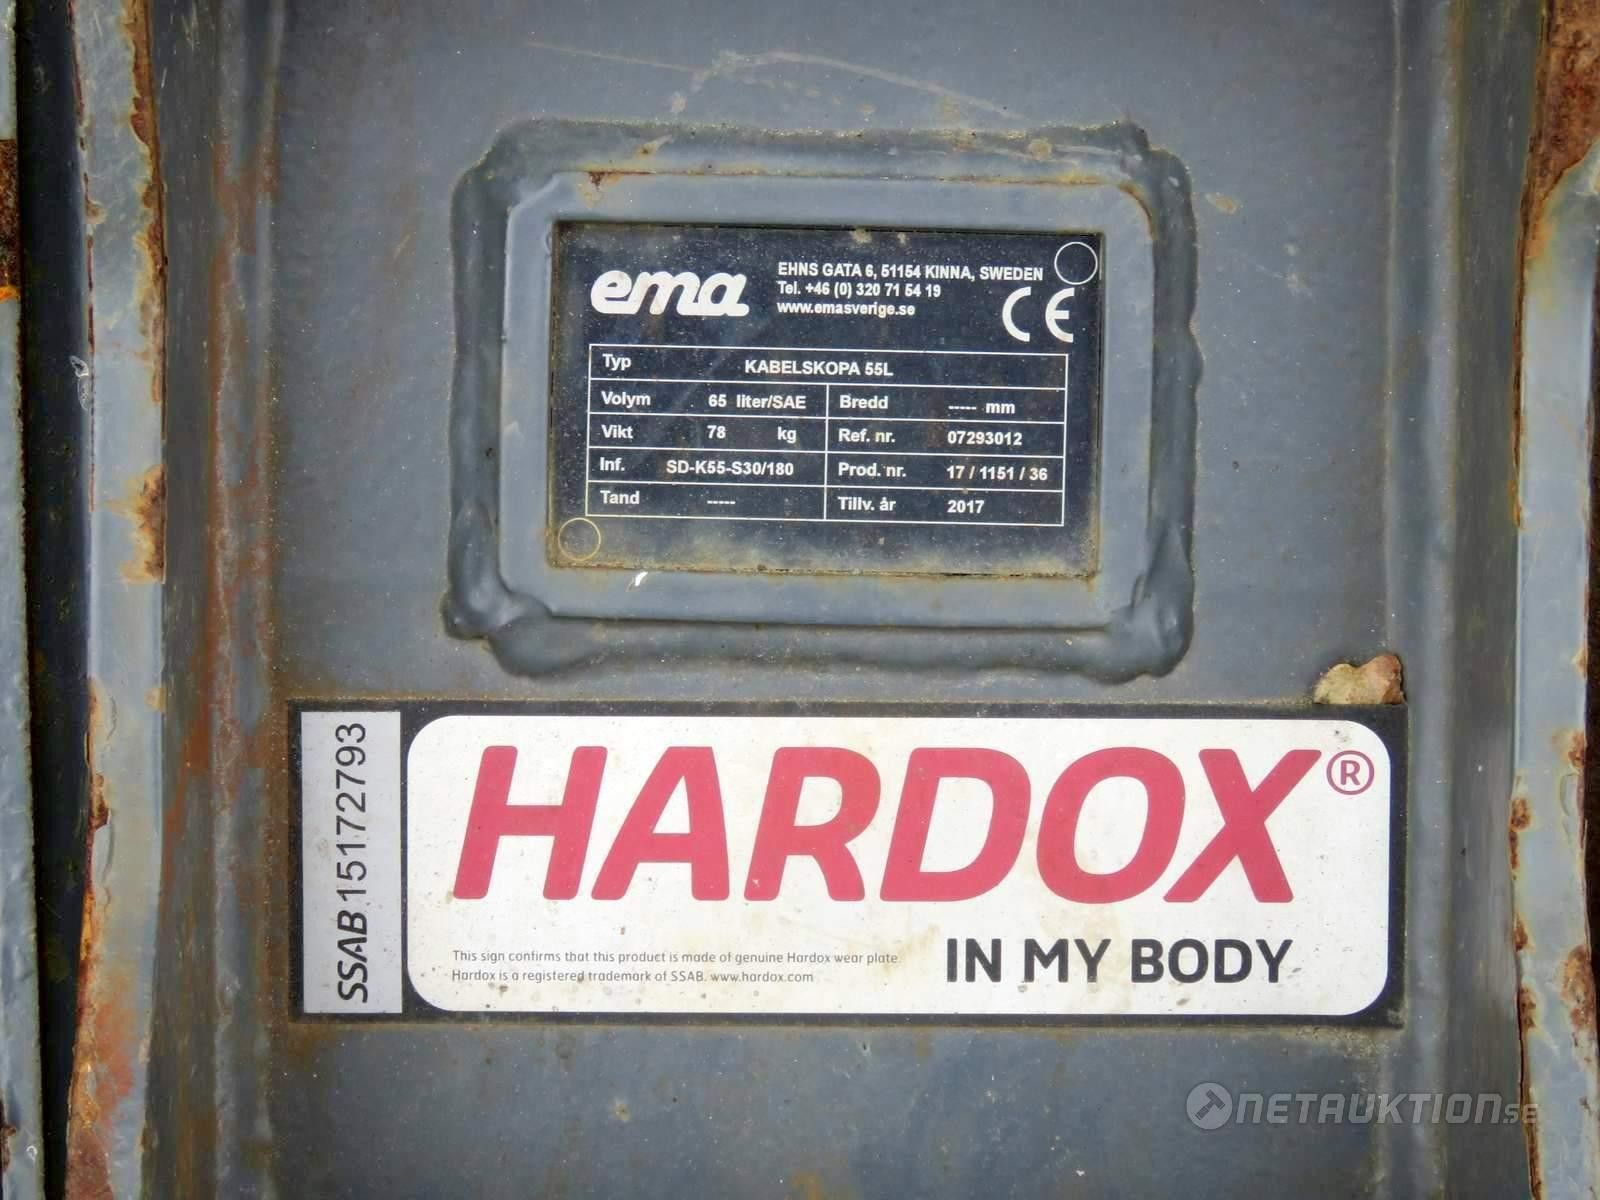 ema
EHNS GATA 6, 51154 KINNA, SWEDEN
Tel. +46 (0) 320 71 54 19
www.emasverige.se
CE
Typ KABELSKOPA 55L
Volym 65 liter/SAE Bredd ----- mm
Vikt 78 kg Ref. nr. 07293012
Inf. SD-K55-S30/180 Prod. nr. 17 / 1151 / 36
Tand ----- Tillv. år 2017
SSAB 15172793
HARDOX®
IN MY BODY
This sign confirms that this product is made of genuine Hardox wear plate.
Hardox is a registered trademark of SSAB. www.hardox.com
NETAUKTION.se